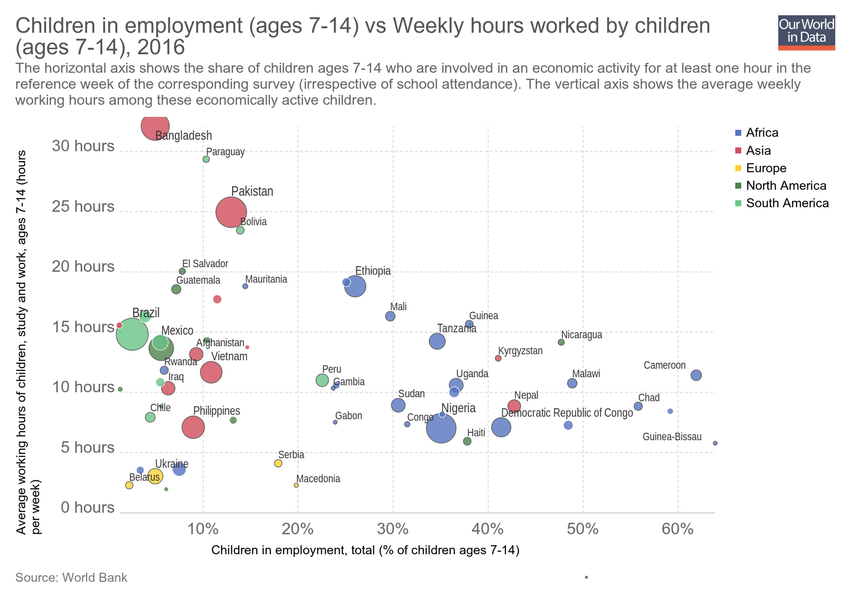 Children in employment (ages 7-14) vs Weekly hours worked by children
(ages 7-14), 2016
Our World
in Data
The horizontal axis shows the share of children ages 7-14 who are involved in an economic activity for at least one hour in the
reference week of the corresponding survey (irrespective of school attendance). The vertical axis shows the average weekly
working hours among these economically active children.
Average working hours of children, study and work, ages 7-14 (hours
per week)
30 hours
25 hours
20 hours
15 hours
10 hours
5 hours
0 hours
Bangladesh
Paraguay
Pakistan
Bolivia
El Salvador
Guatemala
Mauritania
Ethiopia
Brazil
Mexico
Mali
Guinea
Tanzania
Nicaragua
Afghanistan
Vietnam
Kyrgyzstan
Rwanda
Iraq
Peru
Gambia
Uganda
Malawi
Cameroon
Chile
Philippines
Sudan
Nigeria
Nepal
Chad
Gabon
Congo
Democratic Republic of Congo
Haiti
Guinea-Bissau
Serbia
Ukraine
Belarus
Macedonia
10%
20%
30%
40%
50%
60%
Children in employment, total (% of children ages 7-14)
Africa
Asia
Europe
North America
South America
Source: World Bank